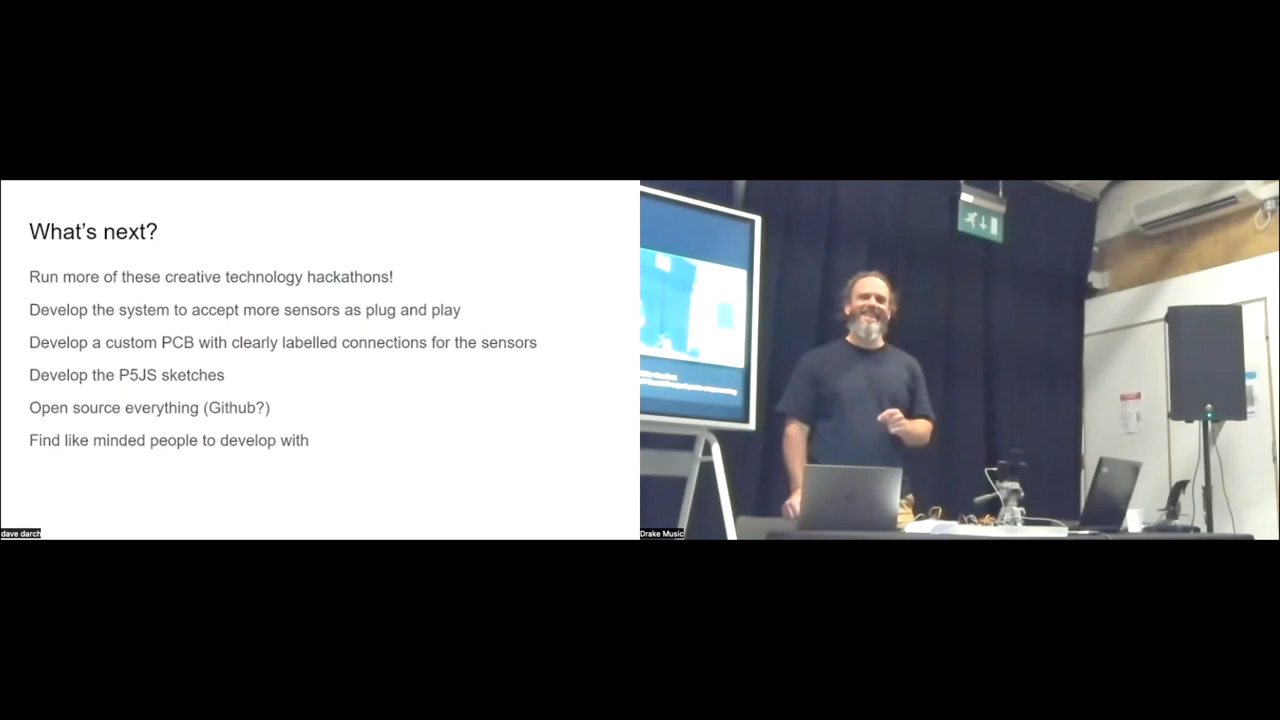 What's next?
Run more of these creative technology hackathons!
Develop the system to accept more sensors as plug and play
Develop a custom PCB with clearly labelled connections for the sensors
Develop the P5JS sketches
Open source everything (Github?)
Find like minded people to develop with
dave darch
Drake Music